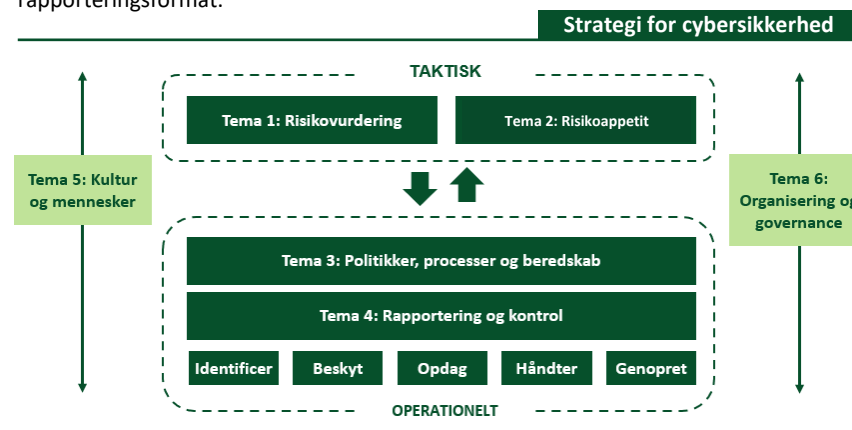 rapporteringsformat.
Strategi for cybersikkerhed
TAKTISK
Tema 1: Risikovurdering
Tema 2: Risikoappetit
Tema 5: Kultur
og mennesker
Tema 6:
Organisering og
governance
Tema 3: Politikker, processer og beredskab
Tema 4: Rapportering og kontrol
Identificer
Beskyt
Opdag
Håndter
Genopret
OPERATIONELT